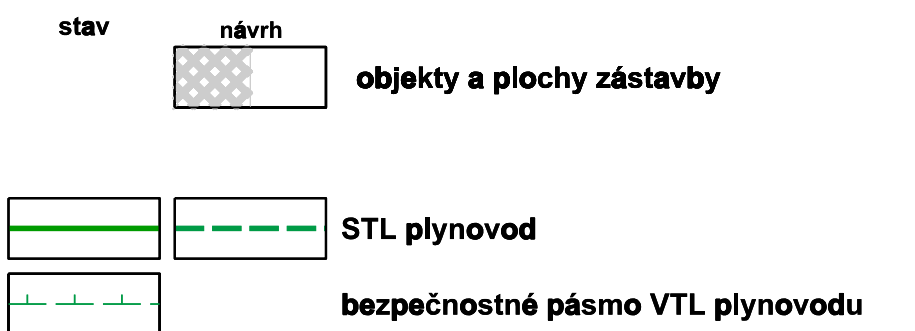 stav
návrh
objekty a plochy zástavby
STL plynovod
bezpečnostné pásmo VTL plynovodu